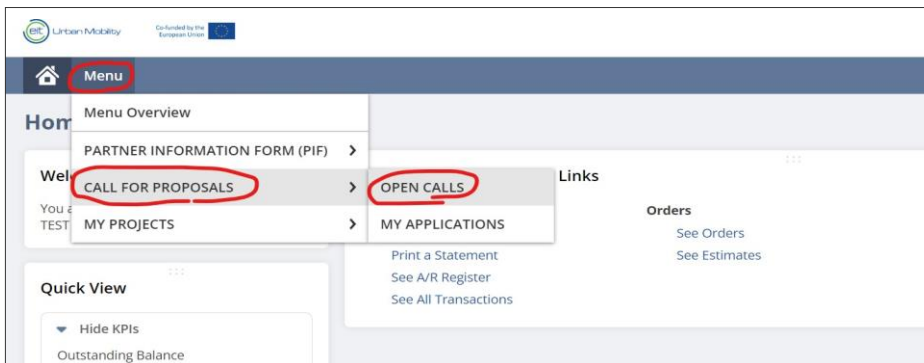 eit Urban Mobility
Co-funded by the
European Union
Menu
Menu Overview
Hom
PARTNER INFORMATION FORM (PIF)
Wel
CALL FOR PROPOSALS
OPEN CALLS
Links
You a
TEST
MY PROJECTS
MY APPLICATIONS
Orders
See Orders
Print a Statement
See Estimates
See A/R Register
See All Transactions
Quick View
Hide KPIs
Outstanding Balance